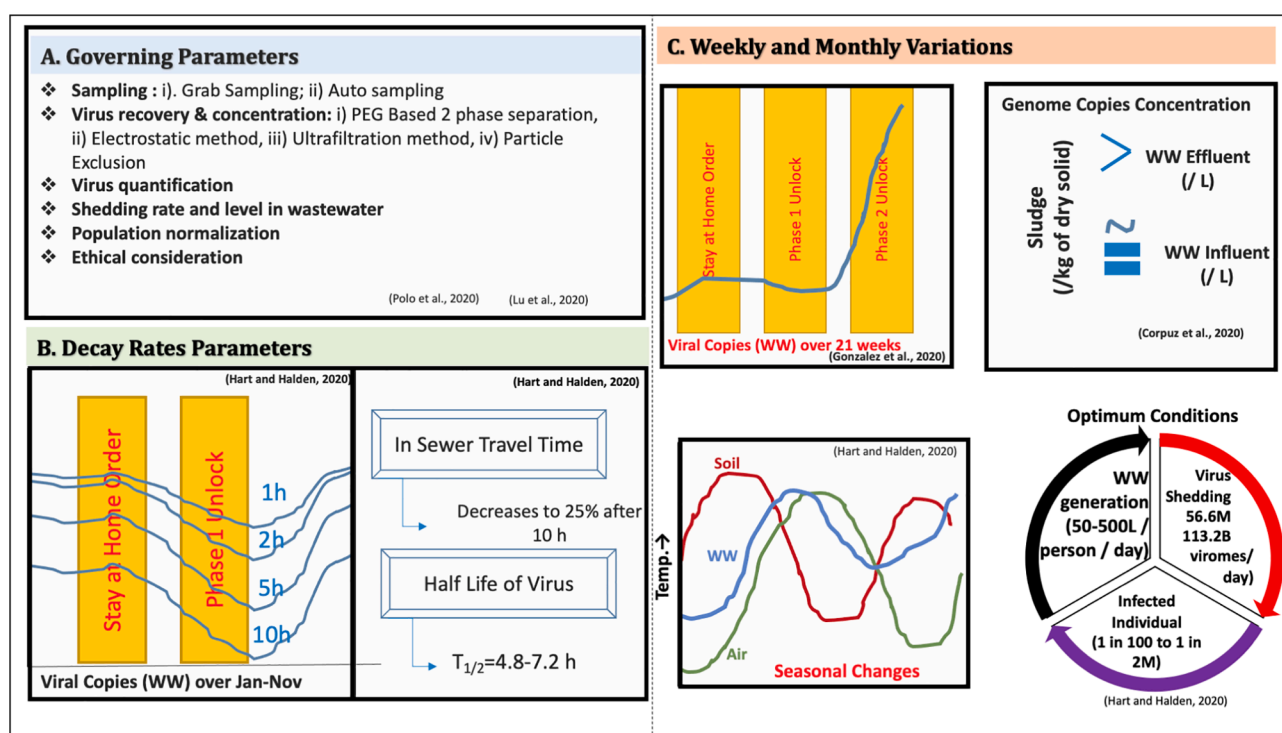 A. Governing Parameters
❖ Sampling : i). Grab Sampling; ii) Auto sampling
❖ Virus recovery & concentration: i) PEG Based 2 phase separation,
ii) Electrostatic method, iii) Ultrafiltration method, iv) Particle
Exclusion
❖ Virus quantification
❖ Shedding rate and level in wastewater
❖ Population normalization
❖ Ethical consideration
(Polo et al., 2020) (Lu et al., 2020)
B. Decay Rates Parameters
(Hart and Halden, 2020)
Stay at Home Order
Phase 1 Unlock
1h
2h
5h
10h
Viral Copies (WW) over Jan-Nov
(Hart and Halden, 2020)
In Sewer Travel Time
Decreases to 25% after
10 h
Half Life of Virus
T1/2=4.8-7.2 h
C. Weekly and Monthly Variations
Stay at Home Order
Phase 1 Unlock
Phase 2 Unlock
Viral Copies (WW) over 21 weeks
(Gonzalez et al., 2020)
Genome Copies Concentration
Sludge
(/kg of dry solid)
WW Effluent
(/ L)
WW Influent
(/ L)
(Corpuz et al., 2020)
Temp.→
(Hart and Halden, 2020)
Soil
WW
Air
Seasonal Changes
Optimum Conditions
WW
generation
(50-500L /
person / day)
Virus
Shedding
56.6M
113.2B
viromes/
day)
Infected
Individual
(1 in 100 to 1 in
2M)
(Hart and Halden, 2020)